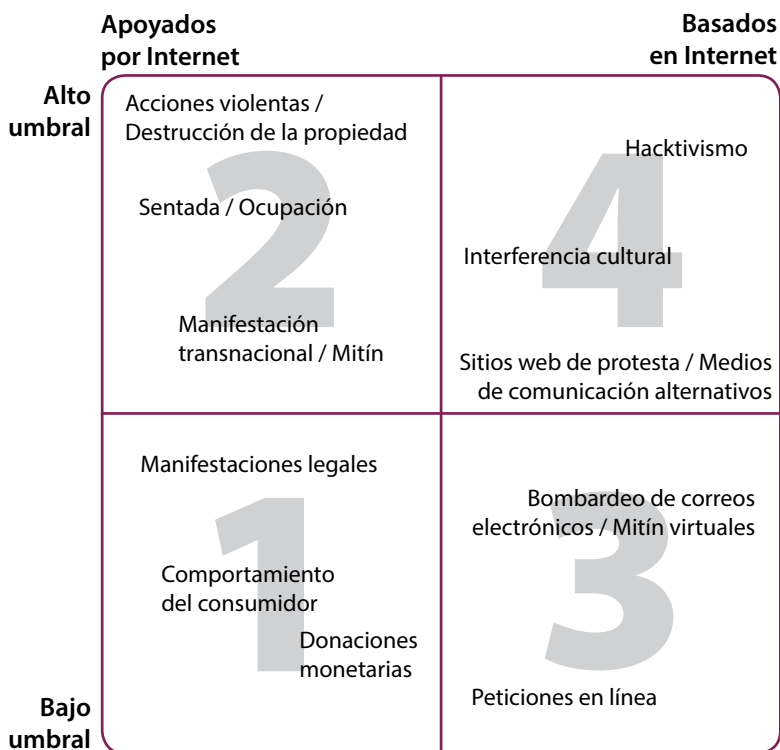 Apoyados
por Internet
Basados
en Internet
Alto
umbral
Acciones violentas /
Destrucción de la propiedad
2
Sentada / Ocupación
Manifestación
transnacional / Mitín
Hacktivismo
4
Interferencia cultural
Sitios web de protesta / Medios
de comunicación alternativos
Manifestaciones legales
1
Comportamiento
del consumidor
Donaciones
monetarias
Bombardeo de correos
electrónicos / Mitín virtuales
3
Peticiones en línea
Bajo
umbral